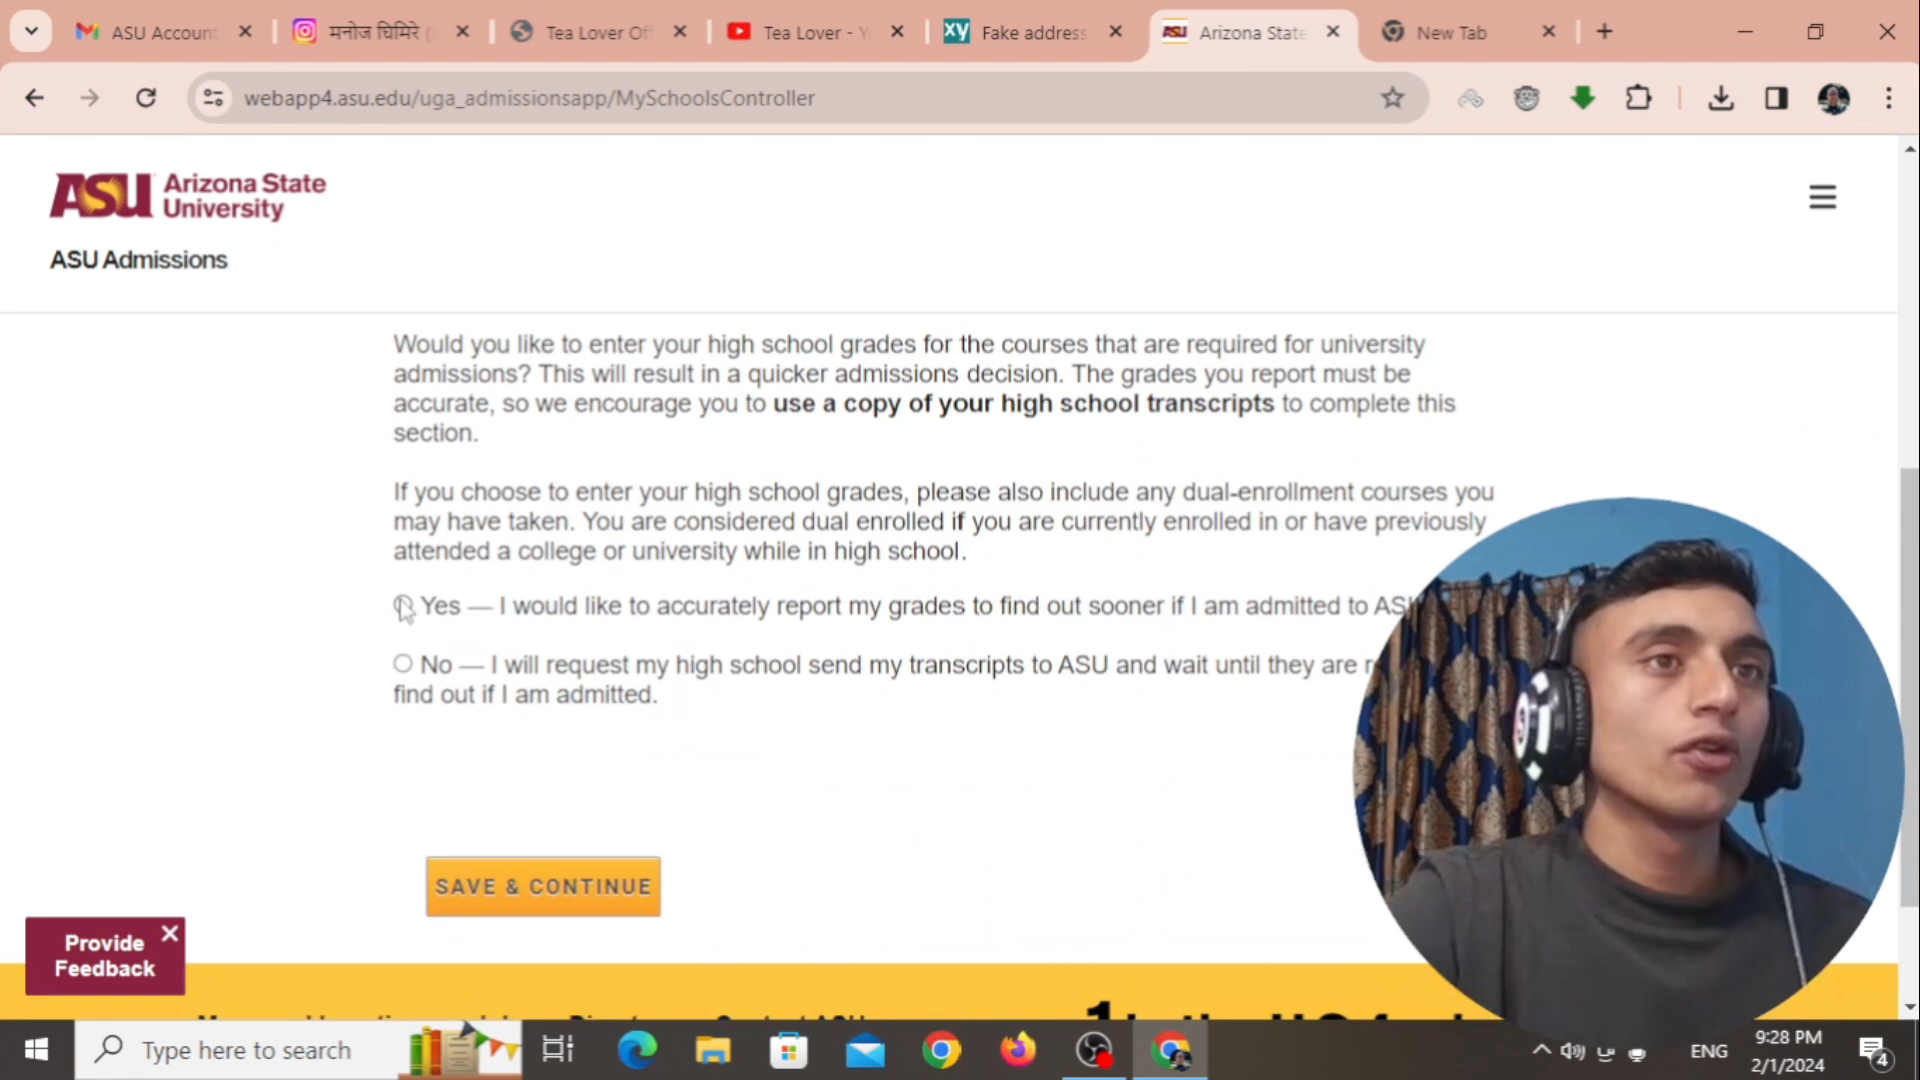 ASU Account
मनोज घिमिरे (
Tea Lover Of
Tea Lover - Y
xy Fake address
ASU Arizona State
New Tab
webapp4.asu.edu/uga_admissionsapp/MySchoolsController
ASU Arizona State
University
ASU Admissions
Would you like to enter your high school grades for the courses that are required for university
admissions? This will result in a quicker admissions decision. The grades you report must be
accurate, so we encourage you to use a copy of your high school transcripts to complete this
section.
If you choose to enter your high school grades, please also include any dual-enrollment courses you
may have taken. You are considered dual enrolled if you are currently enrolled in or have previously
attended a college or university while in high school.
Yes — I would like to accurately report my grades to find out sooner if I am admitted to AS
No — I will request my high school send my transcripts to ASU and wait until they are
find out if I am admitted.
SAVE & CONTINUE
Provide
Feedback
Type here to search
ENG
9:28 PM
2/1/2024
4